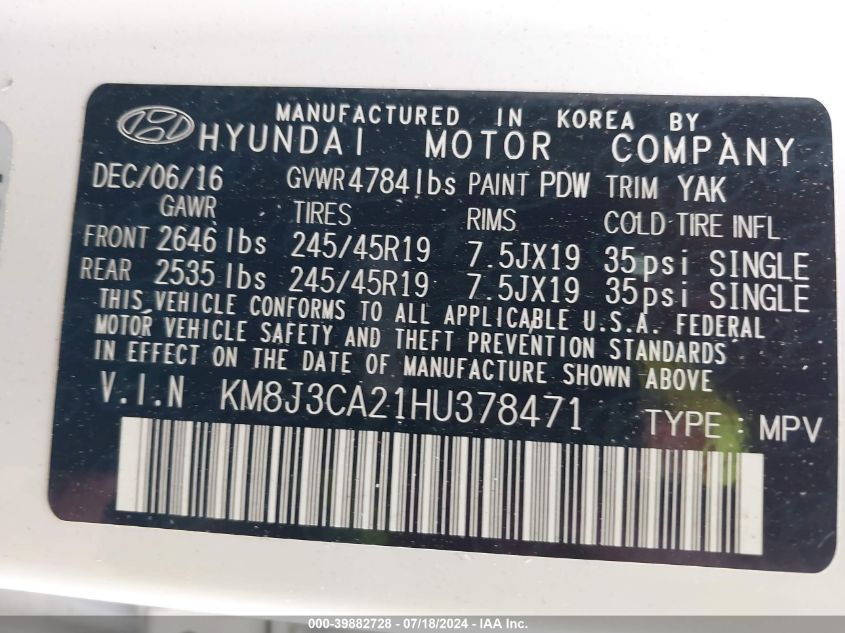 MANUFACTURED IN KOREA BY
HYUNDAI MOTOR COMPANY
DEC/06/16 GVWR 4784 lbs PAINT PDW TRIM YAK
GAWR TIRES RIMS COLD TIRE INFL
FRONT 2646 lbs 245/45R19 7.5JX19 35psi SINGLE
REAR 2535 lbs 245/45R19 7.5JX19 35psi SINGLE
THIS VEHICLE CONFORMS TO ALL APPLICABLE U.S.A. FEDERAL
MOTOR VEHICLE SAFETY AND THEFT PREVENTION STANDARDS
IN EFFECT ON THE DATE OF MANUFACTURE SHOWN ABOVE
V.I.N KM8J3CA21HU378471 TYPE : MPV
000-39882728 - 07/18/2024 - IAAI.COM